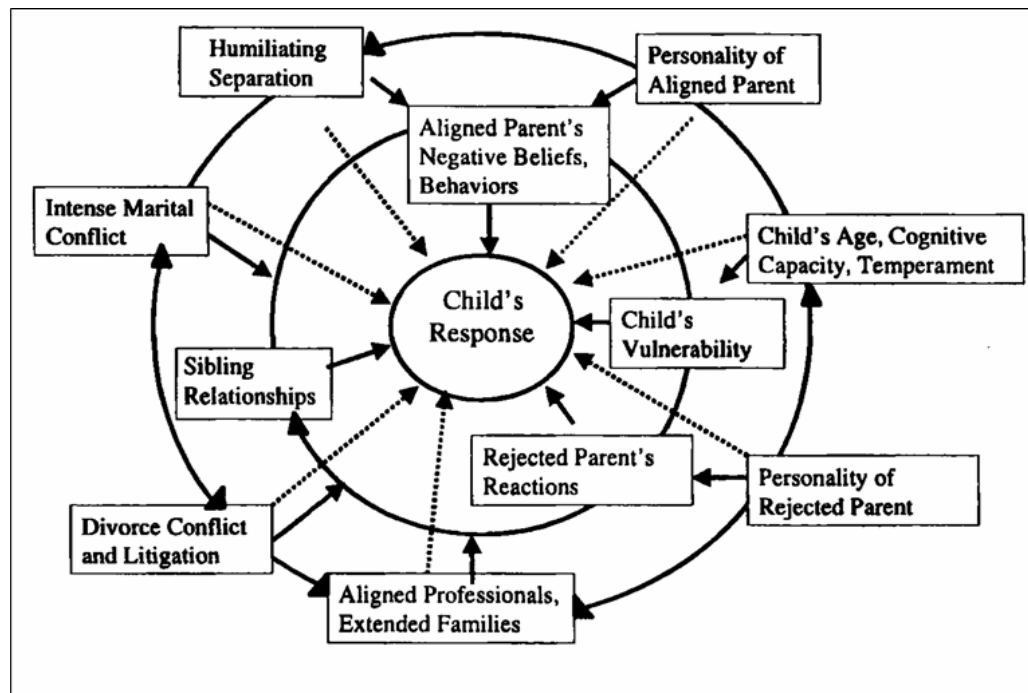 Humiliating
Separation
Personality of
Aligned Parent
Aligned Parent's
Negative Beliefs,
Behaviors
Intense Marital
Conflict
Child's Age, Cognitive
Capacity, Temperament
Child's
Response
Child's
Vulnerability
Sibling
Relationships
Rejected Parent's
Reactions
Personality of
Rejected Parent
Divorce Conflict
and Litigation
Aligned Professionals,
Extended Families